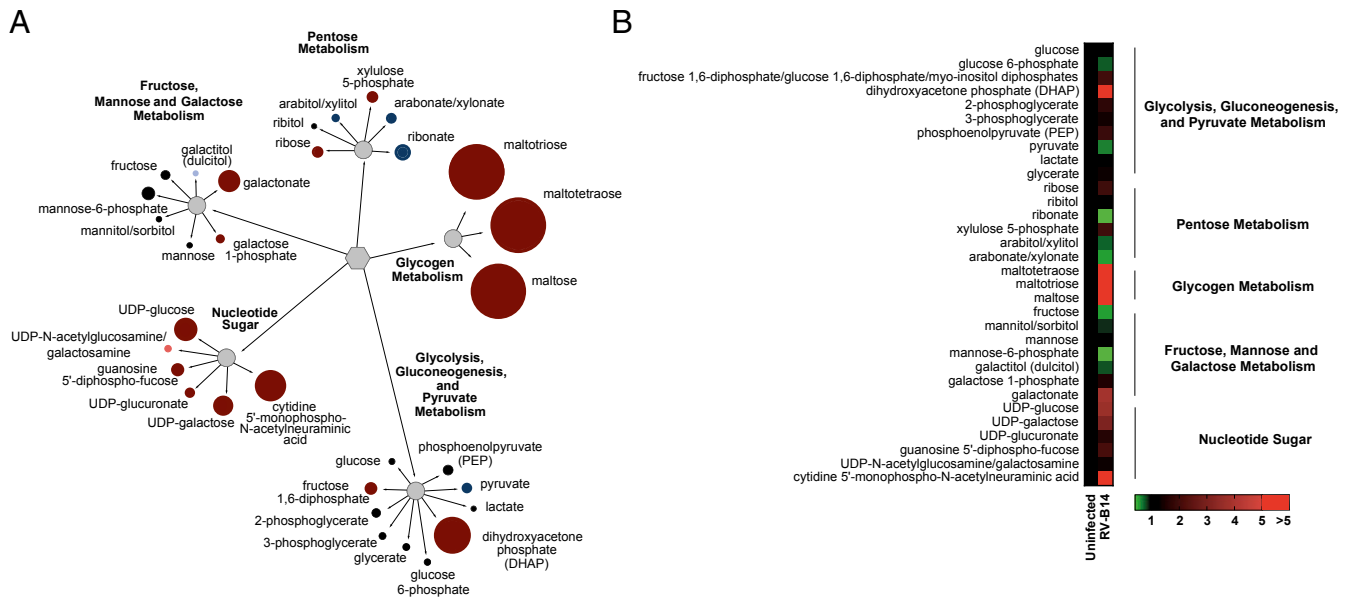 A
Pentose
Metabolism
xylulose
5-phosphate
arabitol/xylitol
arabonate/xylonate
ribitol
ribose
ribonate
Fructose,
Mannose and Galactose
Metabolism
galactitol
(dulcitol)
fructose
galactonate
mannose-6-phosphate
mannitol/sorbitol
mannose
galactose
1-phosphate
maltotriose
maltotetraose
maltose
Glycogen
Metabolism
Nucleotide
Sugar
UDP-glucose
UDP-N-acetylglucosamine/
galactosamine
guanosine
5'-diphospho-fucose
UDP-glucuronate
UDP-galactose
cytidine
5'-monophospho-
N-acetylneuraminic
acid
Glycolysis,
Gluconeogenesis,
and
Pyruvate
Metabolism
phosphoenolpyruvate
(PEP)
glucose
fructose
1,6-diphosphate
pyruvate
lactate
2-phosphoglycerate
3-phosphoglycerate
glycerate
glucose
6-phosphate
dihydroxyacetone
phosphate
(DHAP)
B
glucose
glucose 6-phosphate
fructose 1,6-diphosphate/glucose 1,6-diphosphate/myo-inositol diphosphates
dihydroxyacetone phosphate (DHAP)
2-phosphoglycerate
3-phosphoglycerate
phosphoenolpyruvate (PEP)
pyruvate
lactate
glycerate
ribose
ribitol
ribonate
xylulose 5-phosphate
arabitol/xylitol
arabonate/xylonate
maltotetraose
maltotriose
maltose
fructose
mannitol/sorbitol
mannose
mannose-6-phosphate
galactitol (dulcitol)
galactose 1-phosphate
galactonate
UDP-glucose
UDP-galactose
UDP-glucuronate
guanosine 5'-diphospho-fucose
UDP-N-acetylglucosamine/galactosamine
cytidine 5'-monophospho-N-acetylneuraminic acid
Glycolysis, Gluconeogenesis,
and Pyruvate Metabolism
Pentose Metabolism
Glycogen Metabolism
Fructose, Mannose and
Galactose Metabolism
Nucleotide Sugar
Uninfected
RV-B14
1 2 3 4 5 >5